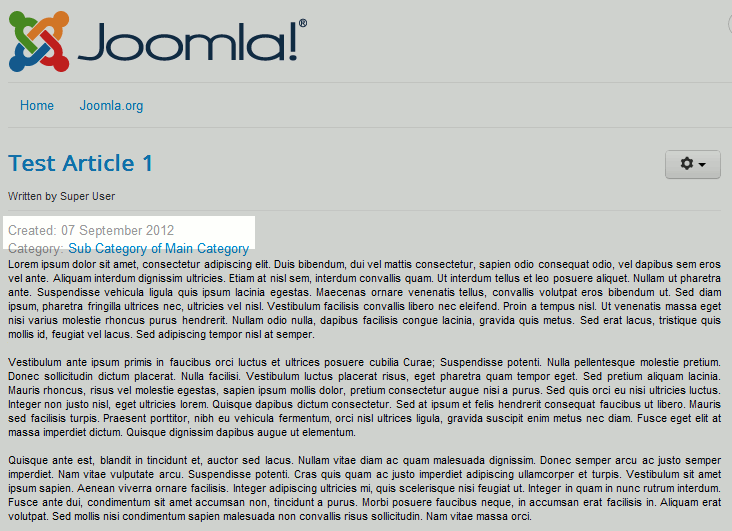 Joomla!®
Home Joomla.org
Test Article 1
Written by Super User
Created: 07 September 2012
Category: Sub Category of Main Category
Lorem ipsum dolor sit amet, consectetur adipiscing elit. Duis bibendum, dui vel mattis consectetur, sapien odio consequat odio, vel dapibus sem eros
vel ante. Aliquam interdum dignissim ultricies. Etiam at nisl sem, interdum convallis quam. Ut interdum tellus et leo posuere aliquet. Nullam ut pharetra
ante. Suspendisse vehicula ligula quis ipsum lacinia egestas. Maecenas ornare venenatis tellus, convallis volutpat eros bibendum ut. Sed diam
ipsum, pharetra fringilla ultrices nec, ultricies vel nisl. Vestibulum facilisis convallis libero nec eleifend. Proin a tempus nisl. Ut venenatis massa eget
nisi varius molestie rhoncus purus hendrerit. Nullam odio nulla, dapibus facilisis congue lacinia, gravida quis metus. Sed erat lacus, tristique quis
mollis id, feugiat vel lacus. Sed adipiscing tempor nisl at semper.
Vestibulum ante ipsum primis in faucibus orci luctus et ultrices posuere cubilia Curae; Suspendisse potenti. Nulla pellentesque molestie pretium.
Donec sollicitudin dictum placerat. Nulla facilisi. Vestibulum luctus placerat risus, eget pharetra quam tempor eget. Sed pretium aliquam lacinia.
Mauris rhoncus, risus vel molestie egestas, sapien ipsum mollis dolor, pretium consectetur augue nisi a purus. Sed quis orci eu nisi ultricies luctus.
Integer non justo nisl, eget ultricies lorem. Quisque dapibus dictum consectetur. Sed at ipsum et felis hendrerit consequat faucibus ut libero. Mauris
sed facilisis turpis. Praesent porttitor, nibh eu vehicula fermentum, orci nisl ultrices ligula, gravida suscipit enim metus nec diam. Fusce eget elit at
massa imperdiet dictum. Quisque dignissim dapibus augue ut elementum.
Quisque ante est, blandit in tincidunt et, auctor sed lacus. Nullam vitae diam ac quam malesuada dignissim. Donec semper arcu ac justo semper
imperdiet. Nam vitae vulputate arcu. Suspendisse potenti. Cras quis quam ac justo imperdiet adipiscing ullamcorper et turpis. Vestibulum sit amet
ipsum sapien. Aenean viverra ornare facilisis. Integer adipiscing ultricies mi, quis scelerisque nisi feugiat ut. Integer in quam in nunc rutrum interdum.
Fusce ante dui, condimentum sit amet accumsan non, tincidunt a purus. Morbi posuere faucibus neque, in accumsan erat facilisis in. Aliquam erat
volutpat. Sed mollis nisi condimentum sapien malesuada non convallis risus sollicitudin. Nam vitae massa orci.